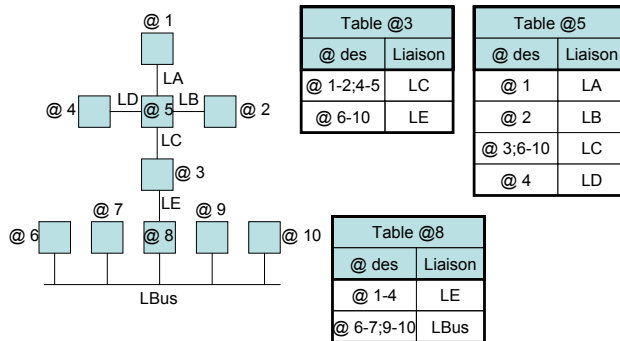 @ 1
LA
@ 4
LD
@ 5
LB
@ 2
LC
@ 3
LE
@ 6
@ 7
@ 8
@ 9
@ 10
LBus
Table @3
@ des Liaison
@ 1-2;4-5 LC
@ 6-10 LE
Table @5
@ des Liaison
@ 1 LA
@ 2 LB
@ 3;6-10 LC
@ 4 LD
Table @8
@ des Liaison
@ 1-4 LE
@ 6-7;9-10 LBus